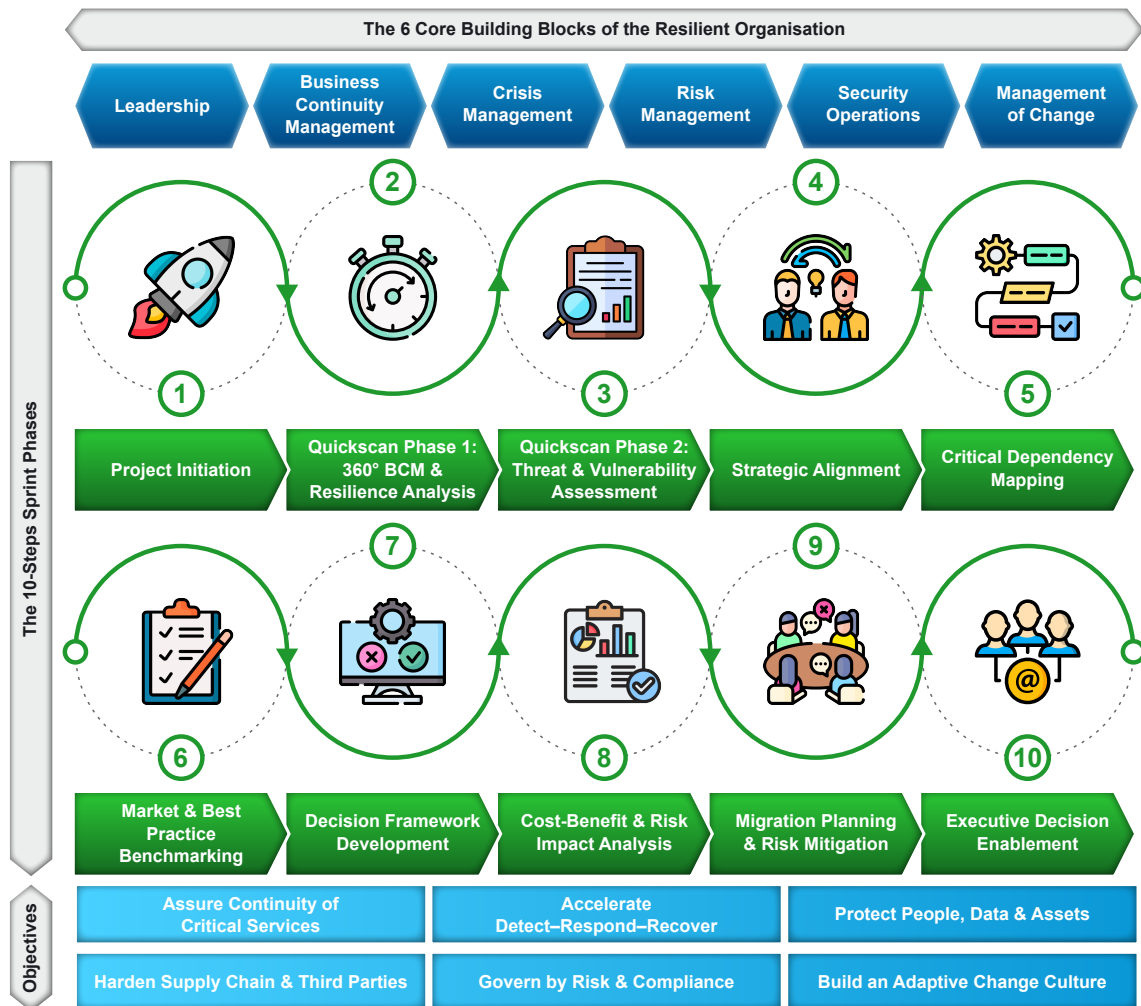 The 6 Core Building Blocks of the Resilient Organisation
Leadership
Business
Continuity
Management
Crisis
Management
Risk
Management
Security
Operations
Management
of Change
The 10-Steps Sprint Phases
1
2
3
4
5
Project Initiation
Quickscan Phase 1:
360° BCM &
Resilience Analysis
Quickscan Phase 2:
Threat & Vulnerability
Assessment
Strategic Alignment
Critical Dependency
Mapping
6
7
8
9
10
@
Market & Best
Practice
Benchmarking
Decision Framework
Development
Cost-Benefit & Risk
Impact Analysis
Migration Planning
& Risk Mitigation
Executive Decision
Enablement
Objectives
Assure Continuity of
Critical Services
Accelerate
Detect–Respond–Recover
Protect People, Data & Assets
Harden Supply Chain & Third Parties
Govern by Risk & Compliance
Build an Adaptive Change Culture